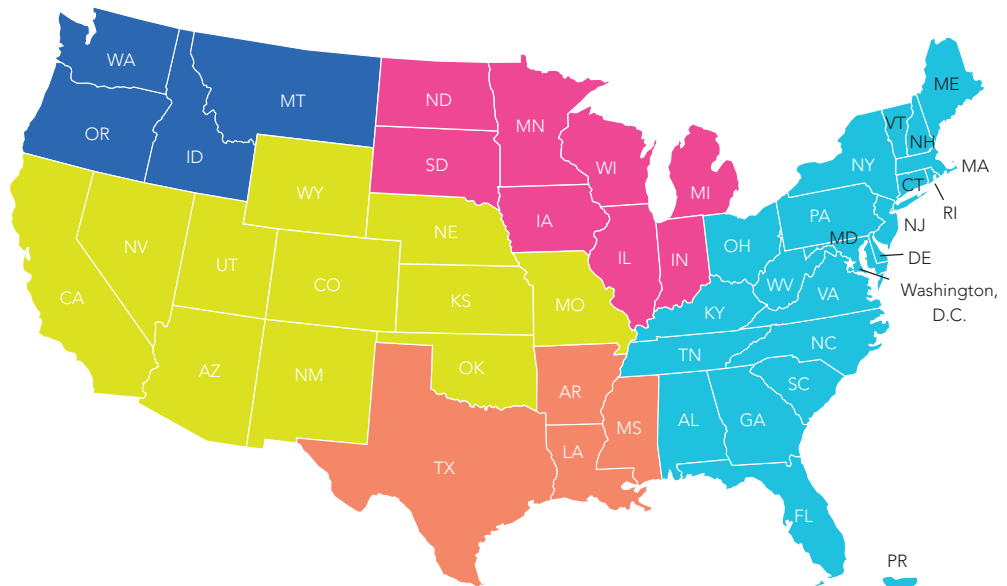 WA
OR
ID
MT
WY
NV
UT
CO
CA
AZ
NM
ND
SD
NE
KS
OK
MN
IA
MO
WI
IL
MI
IN
AR
LA
MS
TX
OH
KY
TN
AL
GA
FL
SC
NC
VA
WV
PA
NY
VT
NH
ME
MA
CT
RI
NJ
MD
DE
Washington,
D.C.
PR